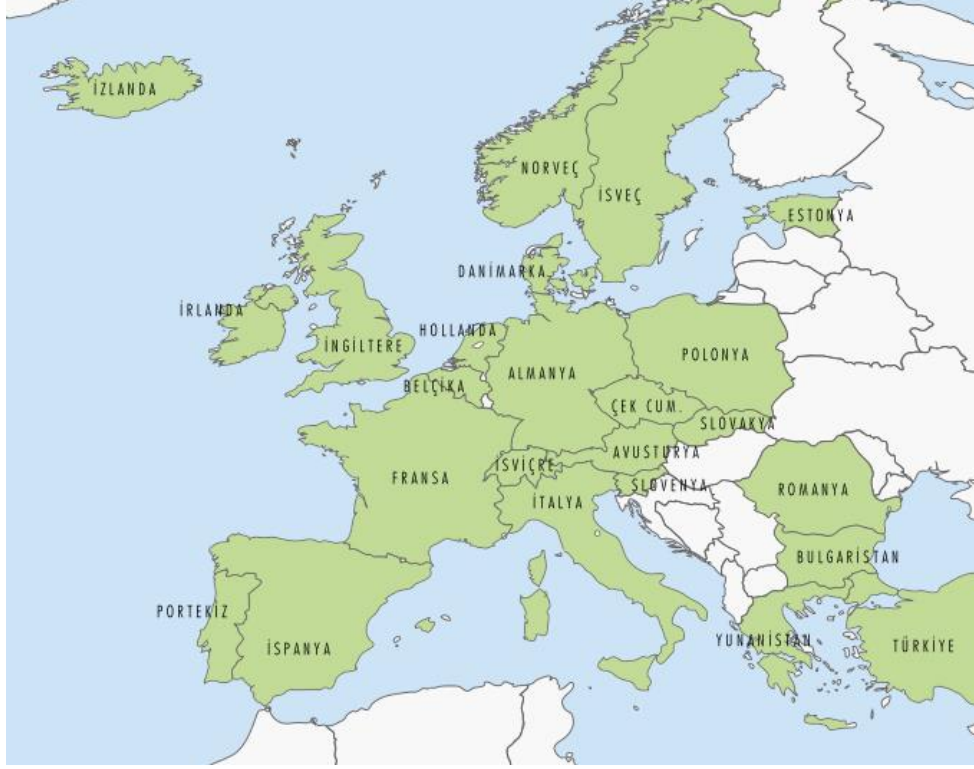 İZLANDA
NORVEÇ
İSVEÇ
ESTONYA
DANİMARKA
İRLANDA
HOLLANDA
İNGİLTERE
POLONYA
ALMANYA
BELÇİKA
ÇEK CUM.
SLOVAKYA
AVUSTURYA
İSVİÇRE
FRANSA
SLOVENYA
ROMANYA
İTALYA
BULGARİSTAN
PORTEKİZ
YUNANİSTAN
TÜRKİYE
İSPANYA